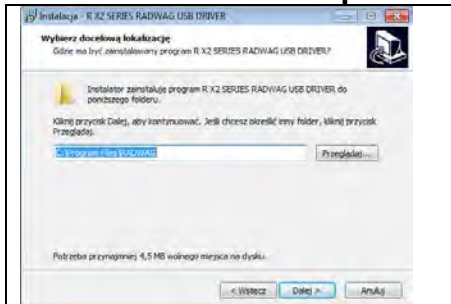 Instalacja - R X2 SERIES RADWAG USB DRIVER
Wybierz docelową lokalizację
Gdzie ma być zainstalowany program R X2 SERIES RADWAG USB DRIVER?
Instalator zainstaluje program R X2 SERIES RADWAG USB DRIVER do
poniższego folderu.
Kliknij przycisk Dalej, aby kontynuować. Jeśli chcesz określić inny folder, kliknij przycisk
Przeglądaj.
C:\Program Files\RADWAG
Przeglądaj...
Potrzeba przynajmniej 4,5 MB wolnego miejsca na dysku.
< Wstecz
Dalej >
Anuluj